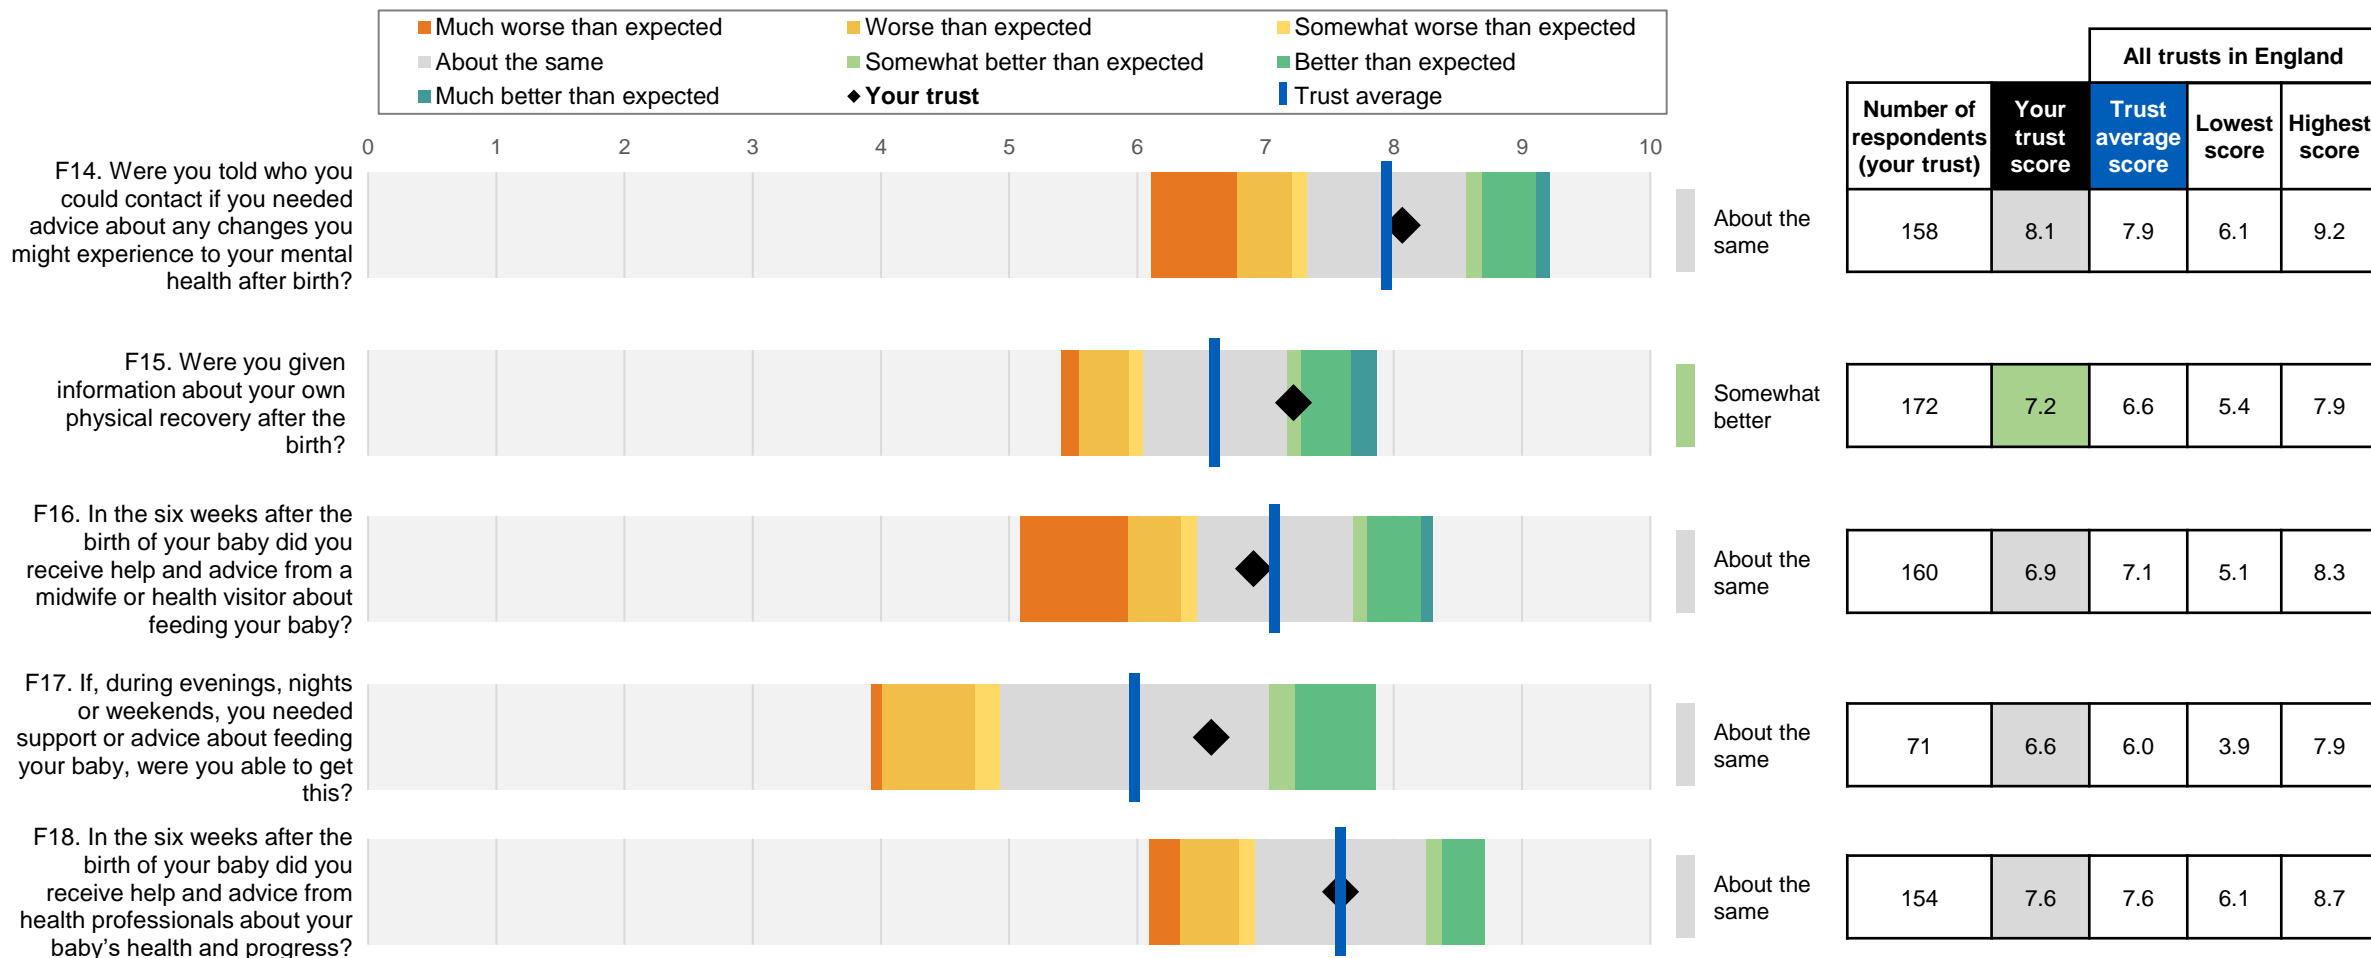 Much worse than expected
Worse than expected
Somewhat worse than expected
About the same
Somewhat better than expected
Better than expected
Much better than expected
Your trust
Trust average
All trusts in England
Number of
respondents
(your trust)
Your
trust
score
Trust
average
score
Lowest
score
Highest
score
0 1 2 3 4 5 6 7 8 9 10
F14. Were you told who you
could contact if you needed
advice about any changes you
might experience to your mental
health after birth?
About the
same
158 8.1 7.9 6.1 9.2
F15. Were you given
information about your own
physical recovery after the
birth?
Somewhat
better
172 7.2 6.6 5.4 7.9
F16. In the six weeks after the
birth of your baby did you
receive help and advice from a
midwife or health visitor about
feeding your baby?
About the
same
160 6.9 7.1 5.1 8.3
F17. If, during evenings, nights
or weekends, you needed
support or advice about feeding
your baby, were you able to get
this?
About the
same
71 6.6 6.0 3.9 7.9
F18. In the six weeks after the
birth of your baby did you
receive help and advice from
health professionals about your
baby’s health and progress?
About the
same
154 7.6 7.6 6.1 8.7